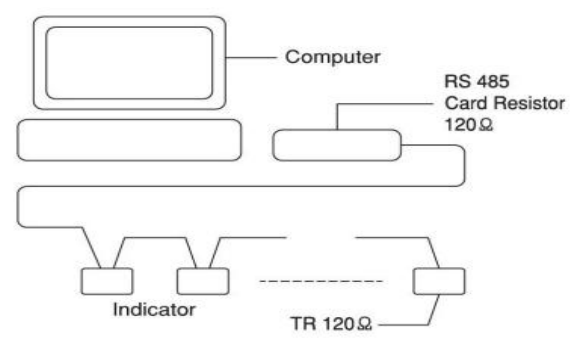 Computer
RS 485
Card Resistor
120Ω
Indicator
TR 120Ω